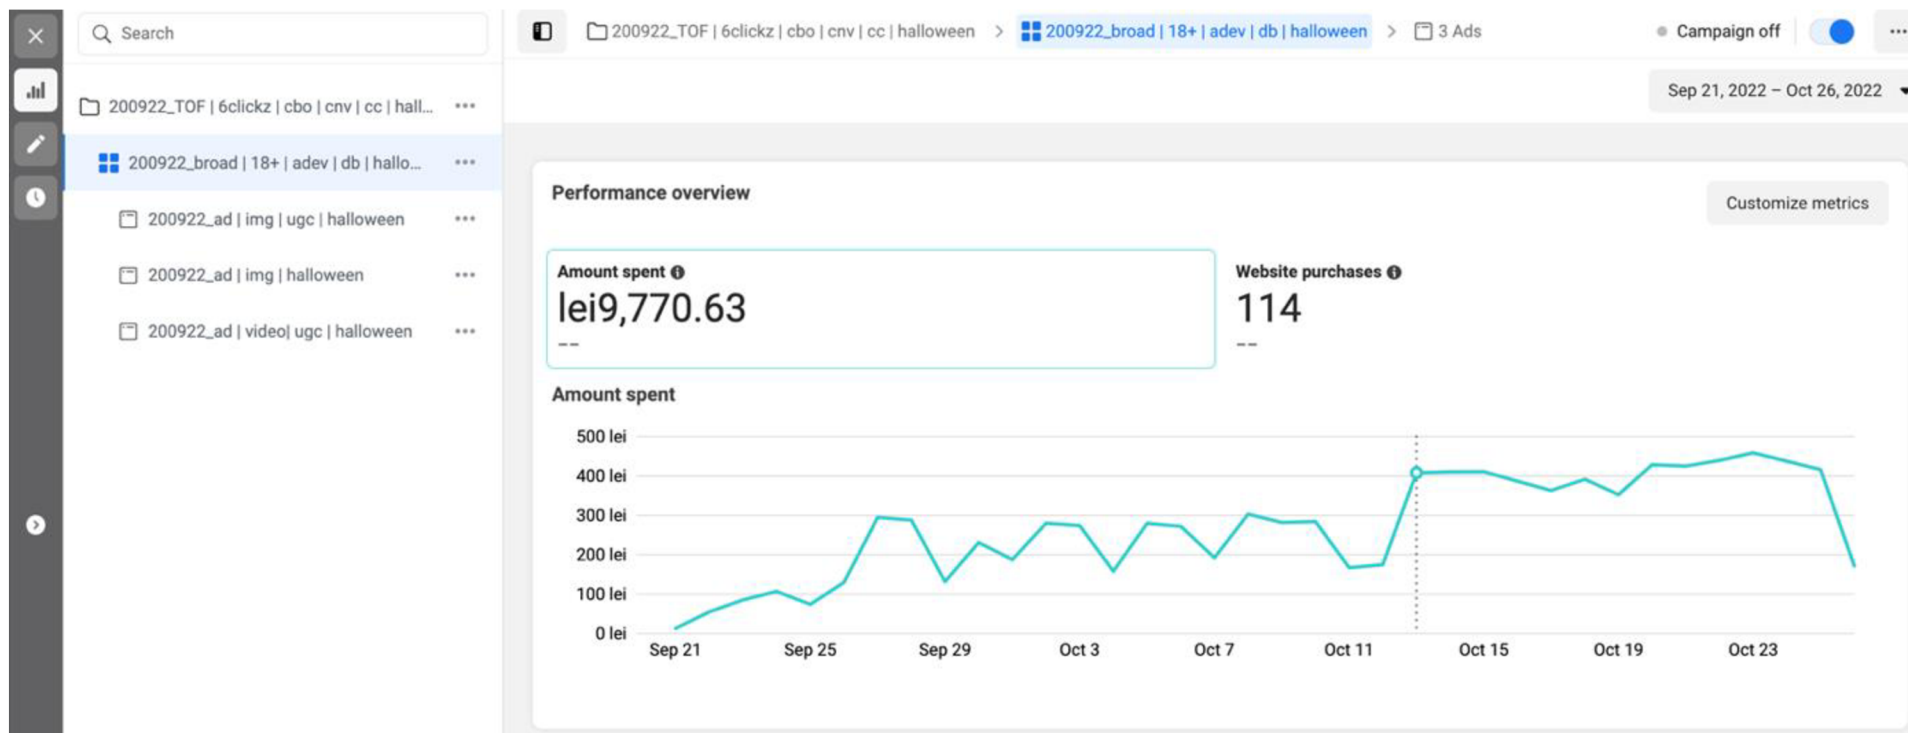 Search
200922_TOF | 6clickz | cbo | cnv | cc | hall...
200922_broad | 18+ | adev | db | hallo...
200922_ad | img | ugc | halloween
200922_ad | img | halloween
200922_ad | video| ugc | halloween
200922_TOF | 6clickz | cbo | cnv | cc | halloween > 200922_broad | 18+ | adev | db | halloween > 3 Ads
Campaign off
Sep 21, 2022 – Oct 26, 2022
Performance overview
Customize metrics
Amount spent
lei9,770.63
--
Website purchases
114
--
Amount spent
500 lei
400 lei
300 lei
200 lei
100 lei
0 lei
Sep 21 Sep 25 Sep 29 Oct 3 Oct 7 Oct 11 Oct 15 Oct 19 Oct 23